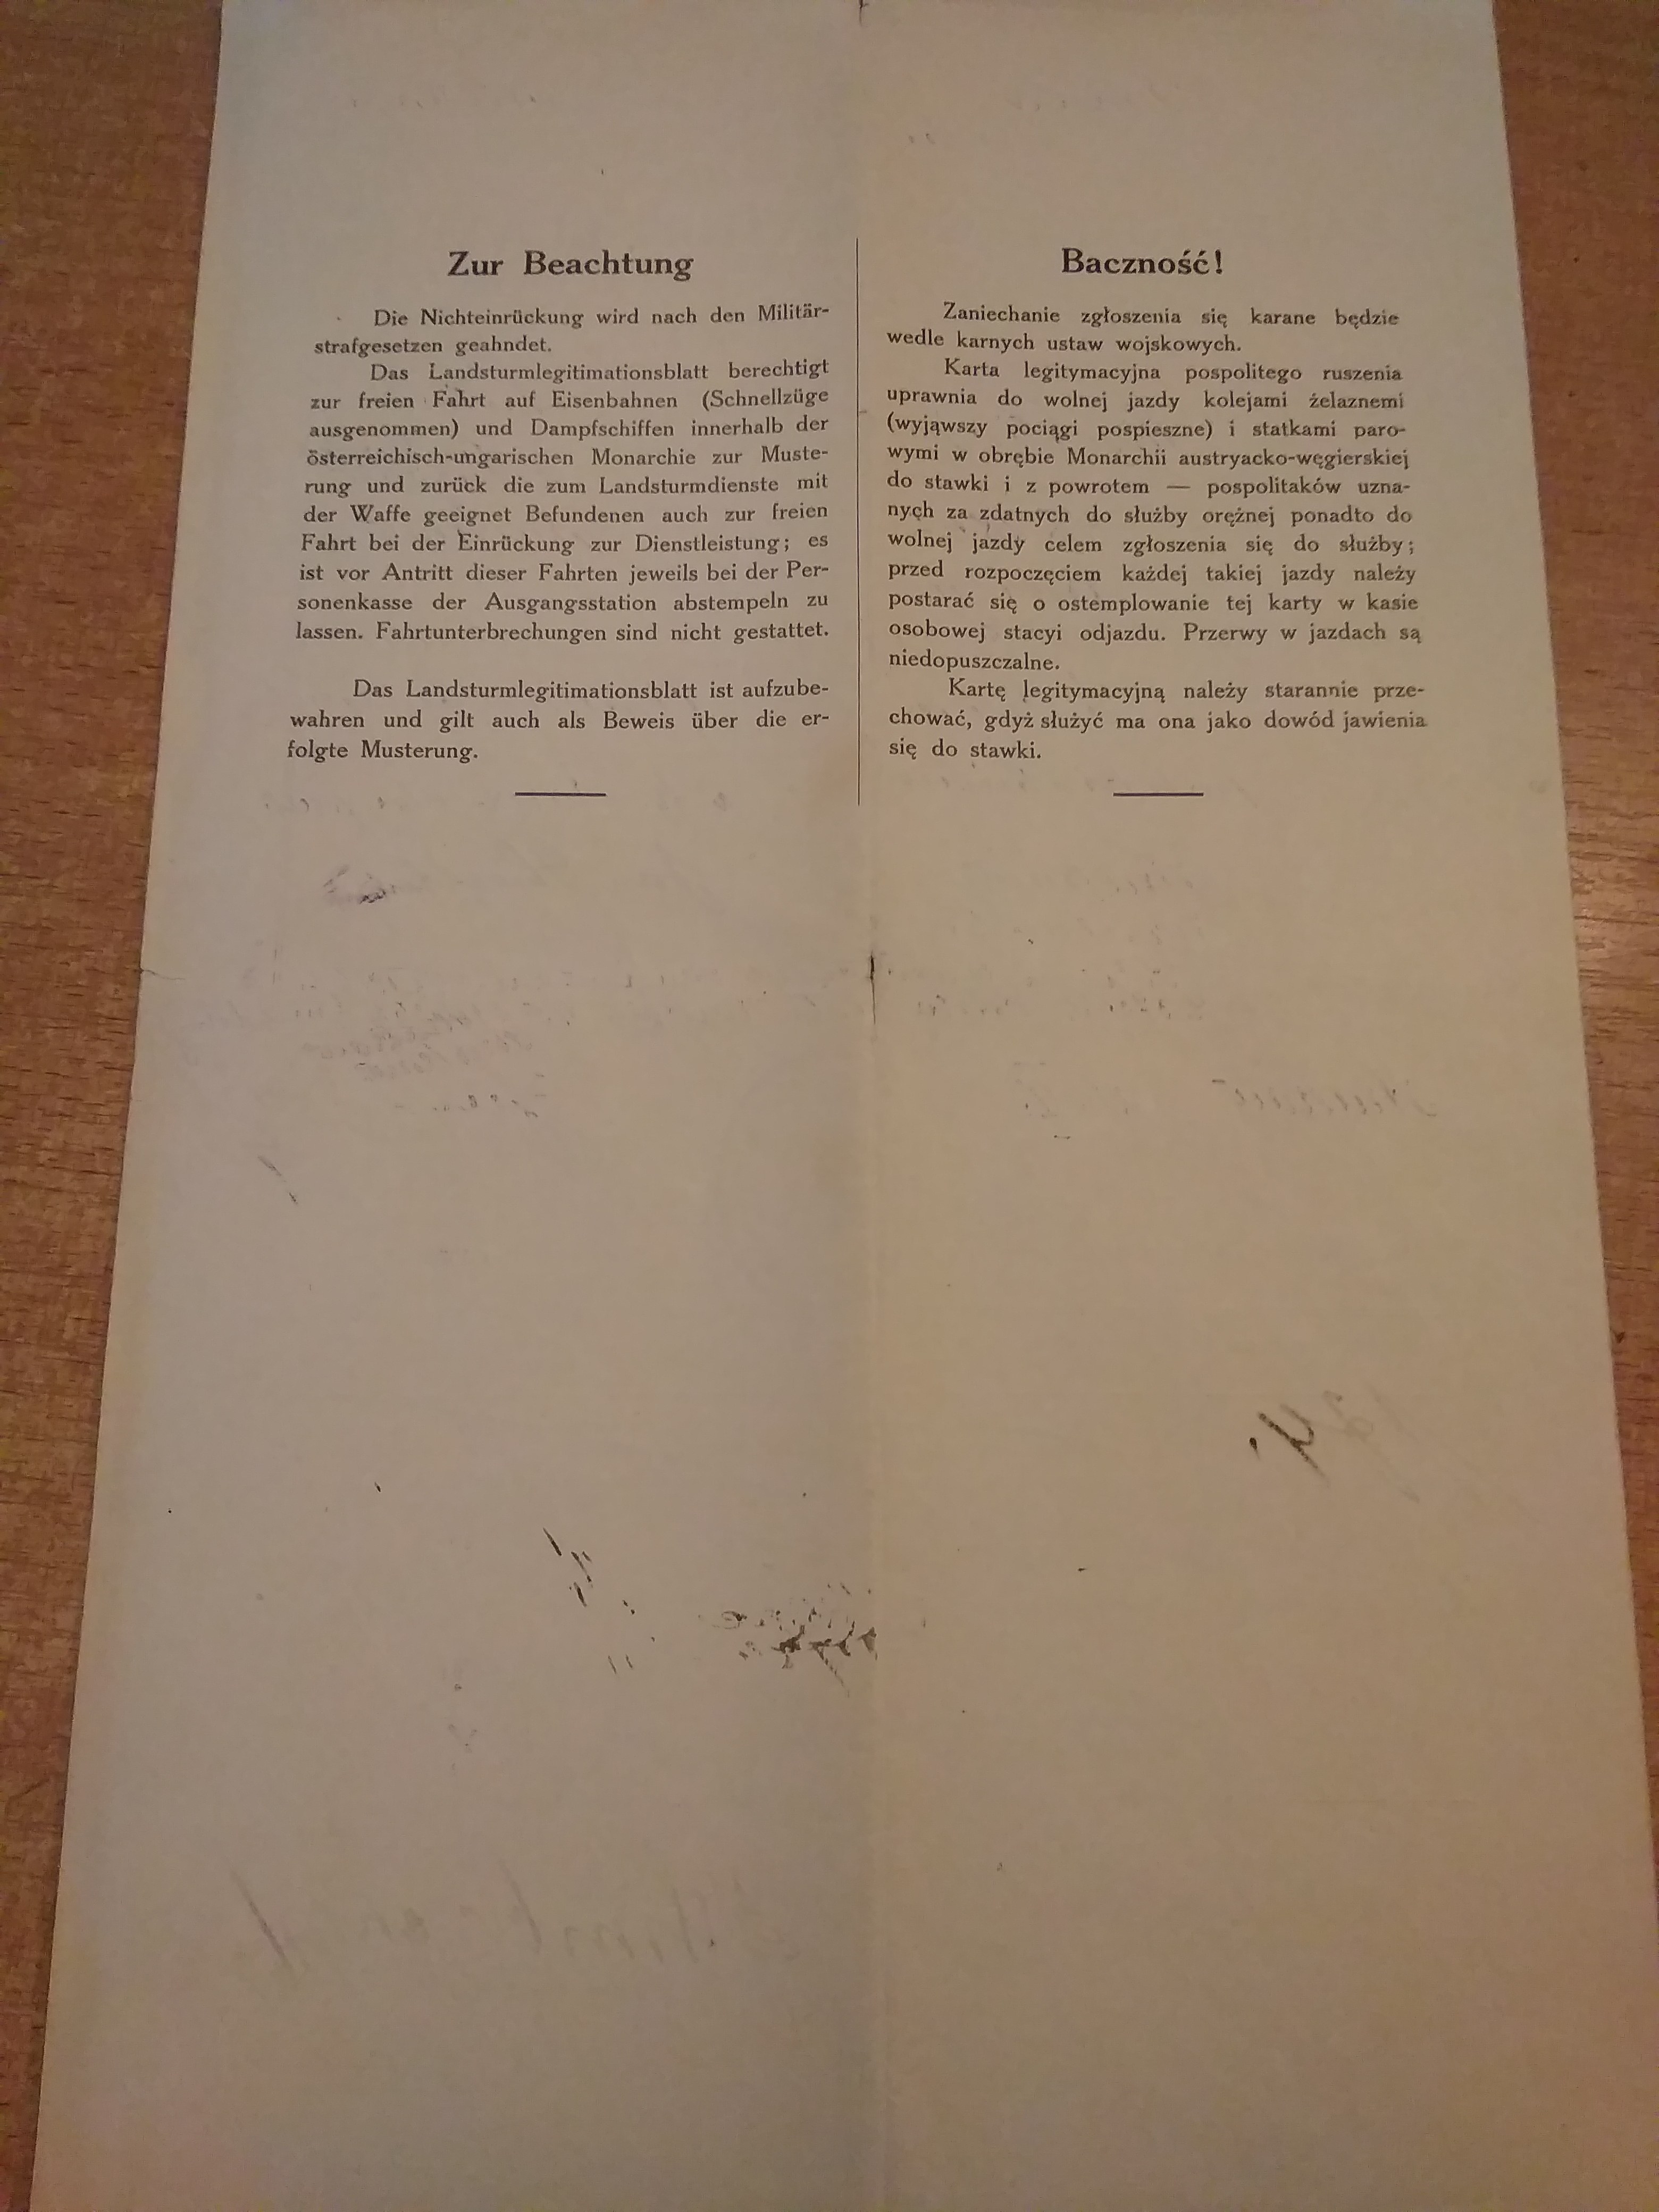 Zur Beachtung
Die Nichteinrückung wird nach den Militär-
strafgesetzen geahndet.
Das Landsturmlegitimationsblatt berechtigt
zur freien Fahrt auf Eisenbahnen (Schnellzüge
ausgenommen) und Dampfschiffen innerhalb der
österreichisch-ungarischen Monarchie zur Muste-
rung und zurück die zum Landsturmdienste mit
der Waffe geeignet Befundenen auch zur freien
Fahrt bei der Einrückung zur Dienstleistung; es
ist vor Antritt dieser Fahrten jeweils bei der Per-
sonenkasse der Ausgangsstation abstempeln zu
lassen. Fahrtunterbrechungen sind nicht gestattet.
Das Landsturmlegitimationsblatt ist aufzube-
wahren und gilt auch als Beweis über die er-
folgte Musterung.
Baczność!
Zaniechanie zgłoszenia się karane będzie
wedle karnych ustaw wojskowych.
Karta legitymacyjna pospolitego ruszenia
uprawnia do wolnej jazdy kolejami żelaznemi
(wyjąwszy pociągi pospieszne) i statkami paro-
wymi w obrębie Monarchii austryacko-węgierskiej
do stawki i z powrotem — pospolitaków uzna-
nych za zdatnych do służby orężnej ponadto do
wolnej jazdy celem zgłoszenia się do służby;
przed rozpoczęciem każdej takiej jazdy należy
postarać się o ostemplowanie tej karty w kasie
osobowej stacyi odjazdu. Przerwy w jazdach są
niedopuszczalne.
Kartę legitymacyjną należy starannie prze-
chować, gdyż służyć ma ona jako dowód jawienia
się do stawki.